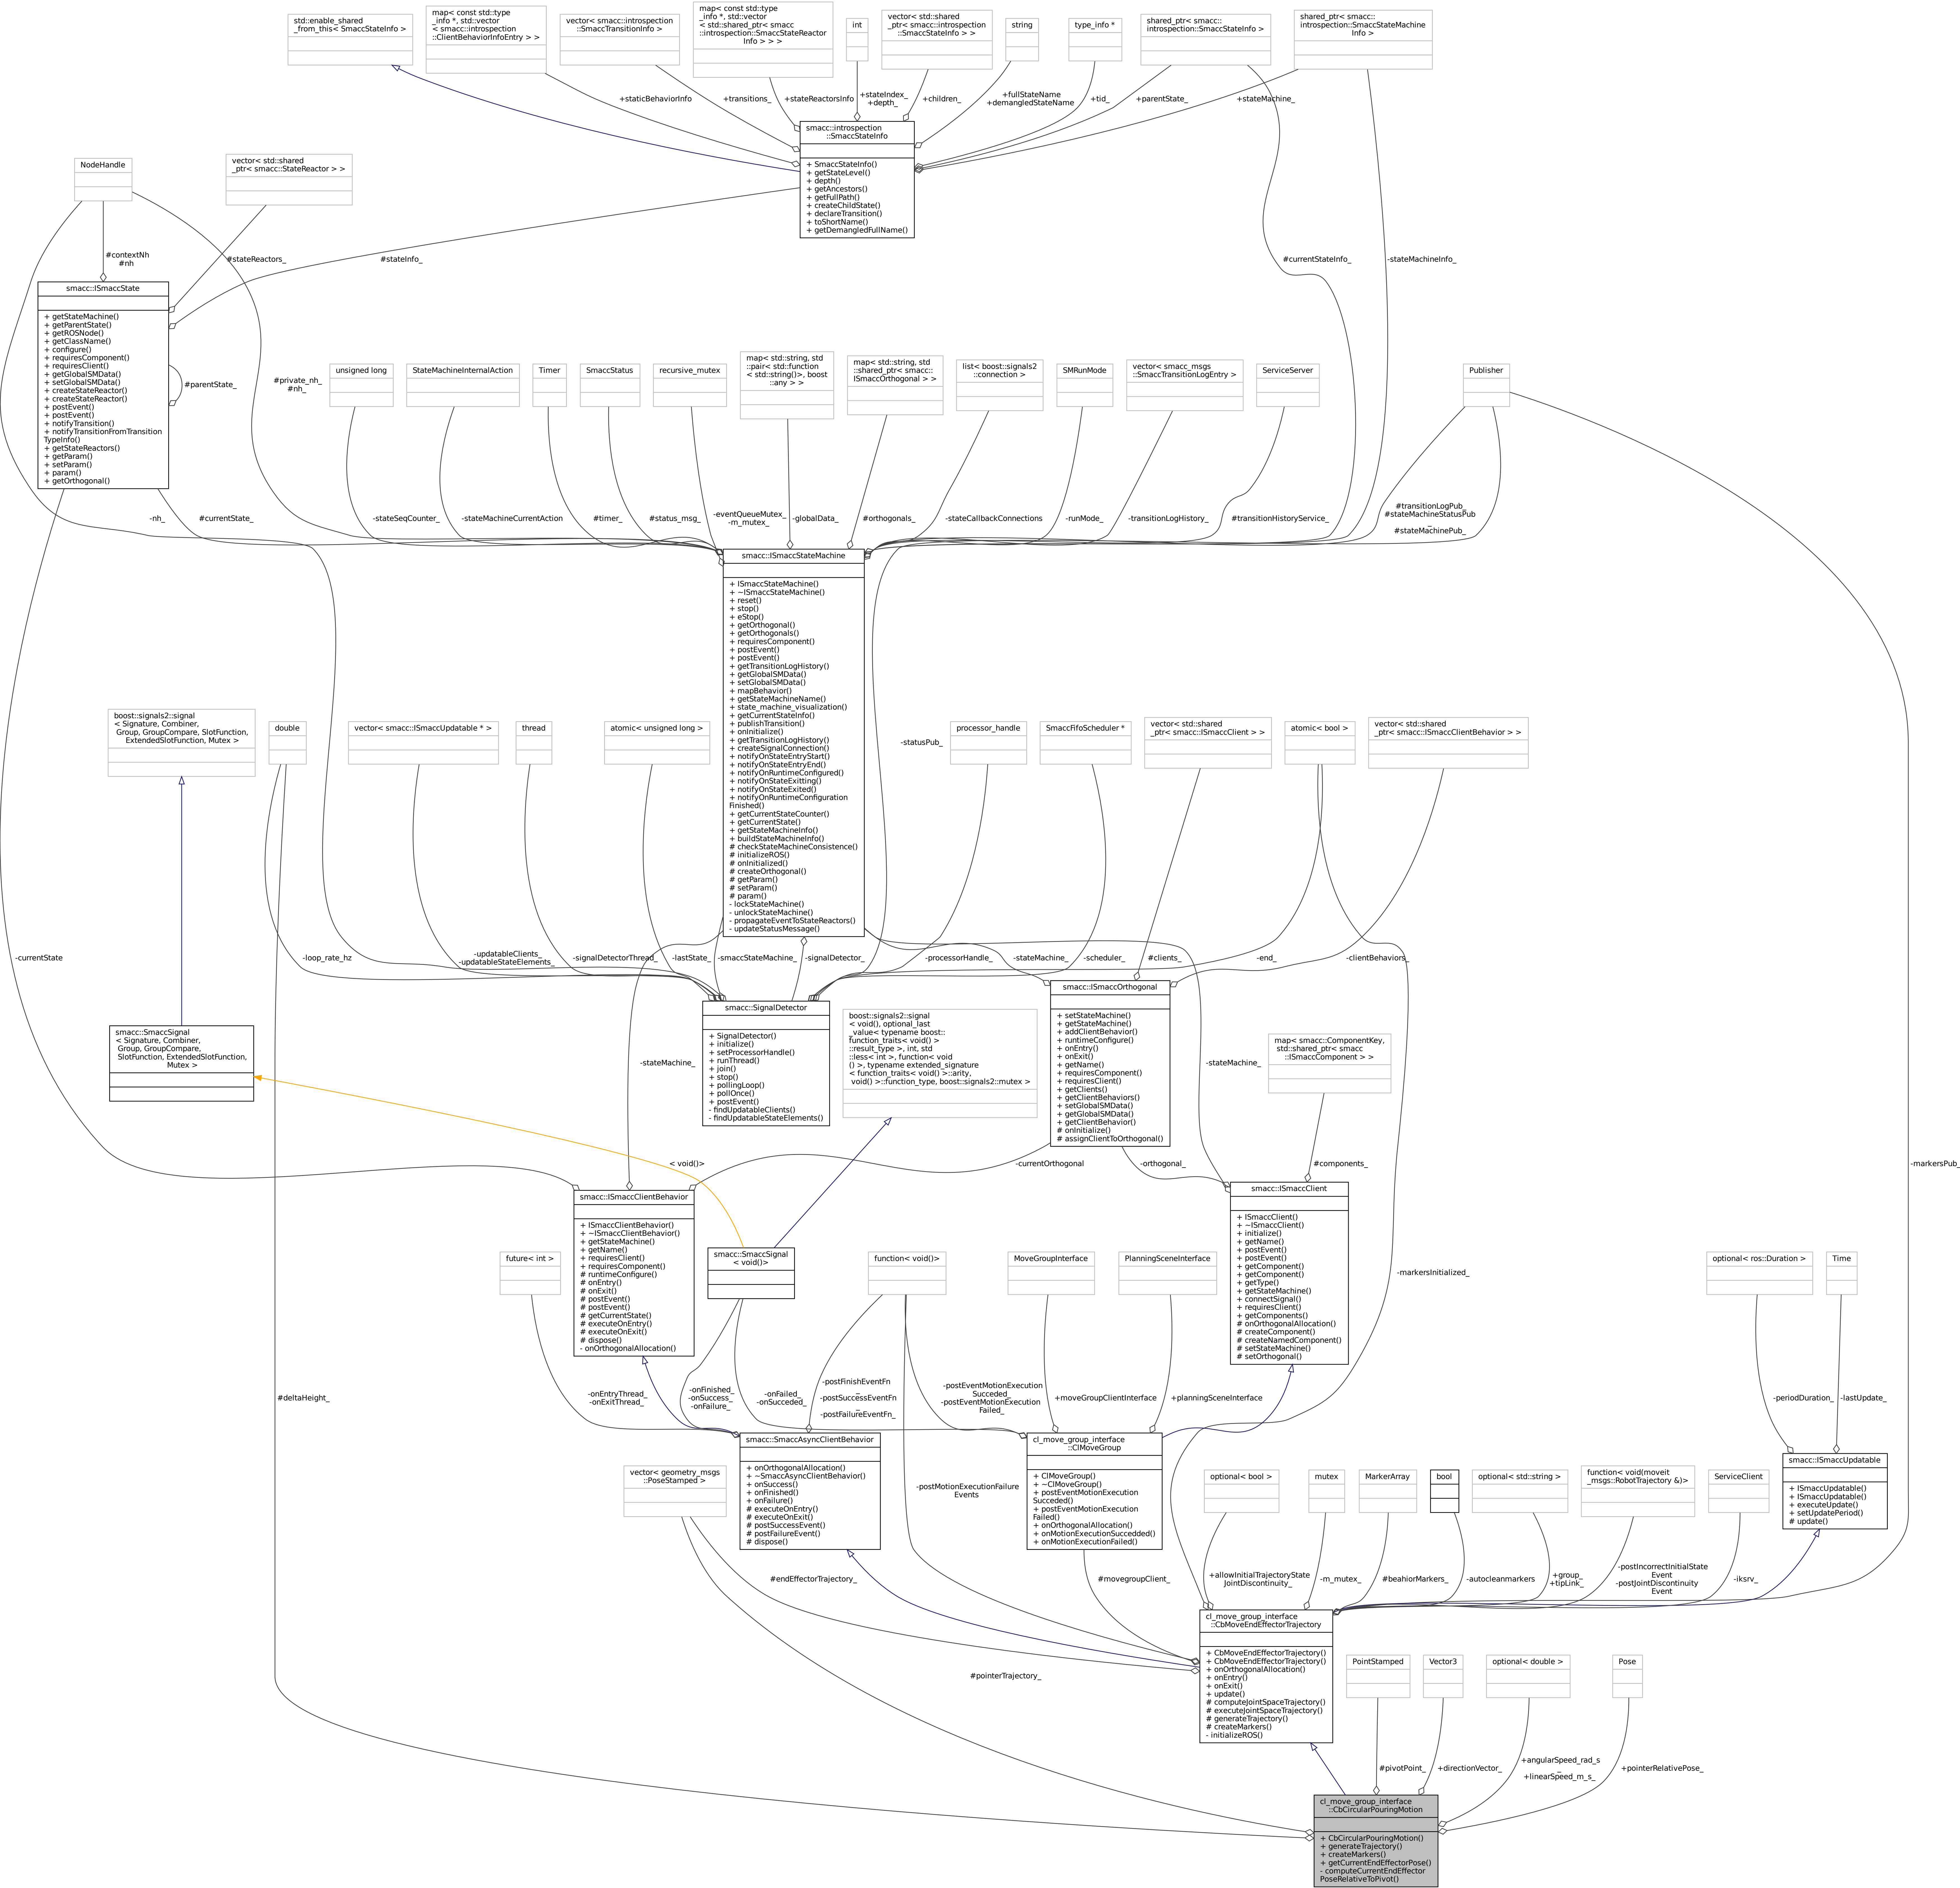 std::enable_shared
_from_this< SmaccStateInfo >
map< const std::type
_info *, std::vector
< smacc::introspection
::ClientBehaviorInfoEntry > >
vector< smacc::introspection
::SmaccTransitionInfo >
map< const std::type
_info *, std::vector
< std::shared_ptr< smacc
::introspection::SmaccStateReactor
Info > > >
int
vector< std::shared
_ptr< smacc::introspection
::SmaccStateInfo > >
string
type_info *
shared_ptr< smacc::
introspection::SmaccStateInfo >
shared_ptr< smacc::
introspection::SmaccStateMachine
Info >
+staticBehaviorInfo
+transitions_
+stateReactorsInfo
+stateIndex_
+depth_
+children_
+fullStateName
+demangledStateName
+tid_
+parentState_
+stateMachine_
smacc::introspection
::SmaccStateInfo
+ SmaccStateInfo()
+ getStateLevel()
+ depth()
+ getAncestors()
+ getFullPath()
+ createChildState()
+ declareTransition()
+ toShortName()
+ getDemangledFullName()
NodeHandle
vector< std::shared
_ptr< smacc::StateReactor > >
#contextNh
#nh
#stateReactors_
#stateInfo_
#currentStateInfo_
-stateMachineInfo_
smacc::ISmaccState
+ getStateMachine()
+ getParentState()
+ getROSNode()
+ getClassName()
+ configure()
+ requiresComponent()
+ requiresClient()
+ getGlobalSMData()
+ setGlobalSMData()
+ createStateReactor()
+ createStateReactor()
+ postEvent()
+ postEvent()
+ notifyTransition()
+ notifyTransitionFromTransition
TypeInfo()
+ getStateReactors()
+ getParam()
+ setParam()
+ param()
+ getOrthogonal()
#parentState_
#private_nh_
#nh_
unsigned long
StateMachineInternalAction
Timer
SmaccStatus
recursive_mutex
map< std::string, std
::pair< std::function
< std::string()>, boost
::any > >
map< std::string, std
::shared_ptr< smacc::
ISmaccOrthogonal > >
list< boost::signals2
::connection >
SMRunMode
vector< smacc_msgs
::SmaccTransitionLogEntry >
ServiceServer
Publisher
-nh_
#currentState_
-stateSeqCounter_
-stateMachineCurrentAction
#timer_
#status_msg_
-eventQueueMutex_
-m_mutex_
-globalData_
#orthogonals_
-stateCallbackConnections
-runMode_
-transitionLogHistory_
#transitionHistoryService_
#transitionLogPub_
#stateMachineStatusPub
_
#stateMachinePub_
smacc::ISmaccStateMachine
+ ISmaccStateMachine()
+ ~ISmaccStateMachine()
+ reset()
+ stop()
+ eStop()
+ getOrthogonal()
+ getOrthogonals()
+ requiresComponent()
+ postEvent()
+ postEvent()
+ getTransitionLogHistory()
+ getGlobalSMData()
+ setGlobalSMData()
+ mapBehavior()
+ getStateMachineName()
+ state_machine_visualization()
+ getCurrentStateInfo()
+ publishTransition()
+ onInitialize()
+ getTransitionLogHistory()
+ createSignalConnection()
+ notifyOnStateEntryStart()
+ notifyOnStateEntryEnd()
+ notifyOnRuntimeConfigured()
+ notifyOnStateExitting()
+ notifyOnStateExited()
+ notifyOnRuntimeConfiguration
Finished()
+ getCurrentStateCounter()
+ getCurrentState()
+ getStateMachineInfo()
+ buildStateMachineInfo()
# checkStateMachineConsistence()
# initializeROS()
# onInitialized()
# createOrthogonal()
# getParam()
# setParam()
# param()
- lockStateMachine()
- unlockStateMachine()
- propagateEventToStateReactors()
- updateStatusMessage()
boost::signals2::signal
< Signature, Combiner,
Group, GroupCompare, SlotFunction,
ExtendedSlotFunction, Mutex >
double
vector< smacc::ISmaccUpdatable * >
thread
atomic< unsigned long >
-statusPub_
processor_handle
SmaccFifoScheduler *
vector< std::shared
_ptr< smacc::ISmaccClient > >
atomic< bool >
vector< std::shared
_ptr< smacc::ISmaccClientBehavior > >
-currentState
-loop_rate_hz
-updatableClients_
-updatableStateElements_
-signalDetectorThread_
-lastState_
-smaccStateMachine_
-signalDetector_
-processorHandle_
-stateMachine_
-scheduler_
#clients_
-end_
-clientBehaviors_
smacc::SmaccSignal
< Signature, Combiner,
Group, GroupCompare,
SlotFunction, ExtendedSlotFunction,
Mutex >
smacc::SignalDetector
+ SignalDetector()
+ initialize()
+ setProcessorHandle()
+ runThread()
+ join()
+ stop()
+ pollingLoop()
+ pollOnce()
+ postEvent()
- findUpdatableClients()
- findUpdatableStateElements()
boost::signals2::signal
< void(), optional_last
_value< typename boost::
function_traits< void() >
::result_type >, int, std
::less< int >, function< void
() >, typename extended_signature
< function_traits< void() >::arity,
void() >::function_type, boost::signals2::mutex >
smacc::ISmaccOrthogonal
+ setStateMachine()
+ getStateMachine()
+ addClientBehavior()
+ runtimeConfigure()
+ onEntry()
+ onExit()
+ getName()
+ requiresComponent()
+ requiresClient()
+ getClients()
+ getClientBehaviors()
+ setGlobalSMData()
+ getGlobalSMData()
+ getClientBehavior()
# onInitialize()
# assignClientToOrthogonal()
-stateMachine_
-stateMachine_
map< smacc::ComponentKey,
std::shared_ptr< smacc
::ISmaccComponent > >
< void()>
-currentOrthogonal
-orthogonal_
#components_
-markersPub_
smacc::ISmaccClientBehavior
+ ISmaccClientBehavior()
+ ~ISmaccClientBehavior()
+ getStateMachine()
+ getName()
+ requiresClient()
+ requiresComponent()
# runtimeConfigure()
# onEntry()
# onExit()
# postEvent()
# postEvent()
# getCurrentState()
# executeOnEntry()
# executeOnExit()
# dispose()
- onOrthogonalAllocation()
smacc::ISmaccClient
+ ISmaccClient()
+ ~ISmaccClient()
+ initialize()
+ getName()
+ postEvent()
+ postEvent()
+ getComponent()
+ getComponent()
+ getType()
+ getStateMachine()
+ connectSignal()
+ requiresClient()
+ getComponents()
# onOrthogonalAllocation()
# createComponent()
# createNamedComponent()
# setStateMachine()
# setOrthogonal()
future< int >
smacc::SmaccSignal
< void()>
function< void()>
MoveGroupInterface
PlanningSceneInterface
-markersInitialized_
optional< ros::Duration >
Time
#deltaHeight_
-onEntryThread_
-onExitThread_
-onFinished_
-onSuccess_
-onFailure_
-onFailed_
-onSucceded_
-postFinishEventFn
_
-postSuccessEventFn
_
-postFailureEventFn_
-postEventMotionExecution
Succeded_
-postEventMotionExecution
Failed_
+moveGroupClientInterface
+planningSceneInterface
-periodDuration_
-lastUpdate_
smacc::SmaccAsyncClientBehavior
+ onOrthogonalAllocation()
+ ~SmaccAsyncClientBehavior()
+ onSuccess()
+ onFinished()
+ onFailure()
# executeOnEntry()
# executeOnExit()
# postSuccessEvent()
# postFailureEvent()
# dispose()
cl_move_group_interface
::ClMoveGroup
+ ClMoveGroup()
+ ~ClMoveGroup()
+ postEventMotionExecution
Succeded()
+ postEventMotionExecution
Failed()
+ onOrthogonalAllocation()
+ onMotionExecutionSuccedded()
+ onMotionExecutionFailed()
smacc::ISmaccUpdatable
+ ISmaccUpdatable()
+ ISmaccUpdatable()
+ executeUpdate()
+ setUpdatePeriod()
# update()
vector< geometry_msgs
::PoseStamped >
-postMotionExecutionFailure
Events
optional< bool >
mutex
MarkerArray
bool
optional< std::string >
function< void(moveit
_msgs::RobotTrajectory &)>
ServiceClient
#endEffectorTrajectory_
#movegroupClient_
+allowInitialTrajectoryState
JointDiscontinuity_
-m_mutex_
#beahiorMarkers_
-autocleanmarkers
+group_
+tipLink_
-postIncorrectInitialState
Event
-postJointDiscontinuity
Event
-iksrv_
cl_move_group_interface
::CbMoveEndEffectorTrajectory
+ CbMoveEndEffectorTrajectory()
+ CbMoveEndEffectorTrajectory()
+ onOrthogonalAllocation()
+ onEntry()
+ onExit()
+ update()
# computeJointSpaceTrajectory()
# executeJointSpaceTrajectory()
# generateTrajectory()
# createMarkers()
- initializeROS()
#pointerTrajectory_
PointStamped
Vector3
optional< double >
Pose
#pivotPoint_
+directionVector_
+angularSpeed_rad_s
_
+linearSpeed_m_s_
+pointerRelativePose_
cl_move_group_interface
::CbCircularPouringMotion
+ CbCircularPouringMotion()
+ generateTrajectory()
+ createMarkers()
+ getCurrentEndEffectorPose()
- computeCurrentEndEffector
PoseRelativeToPivot()